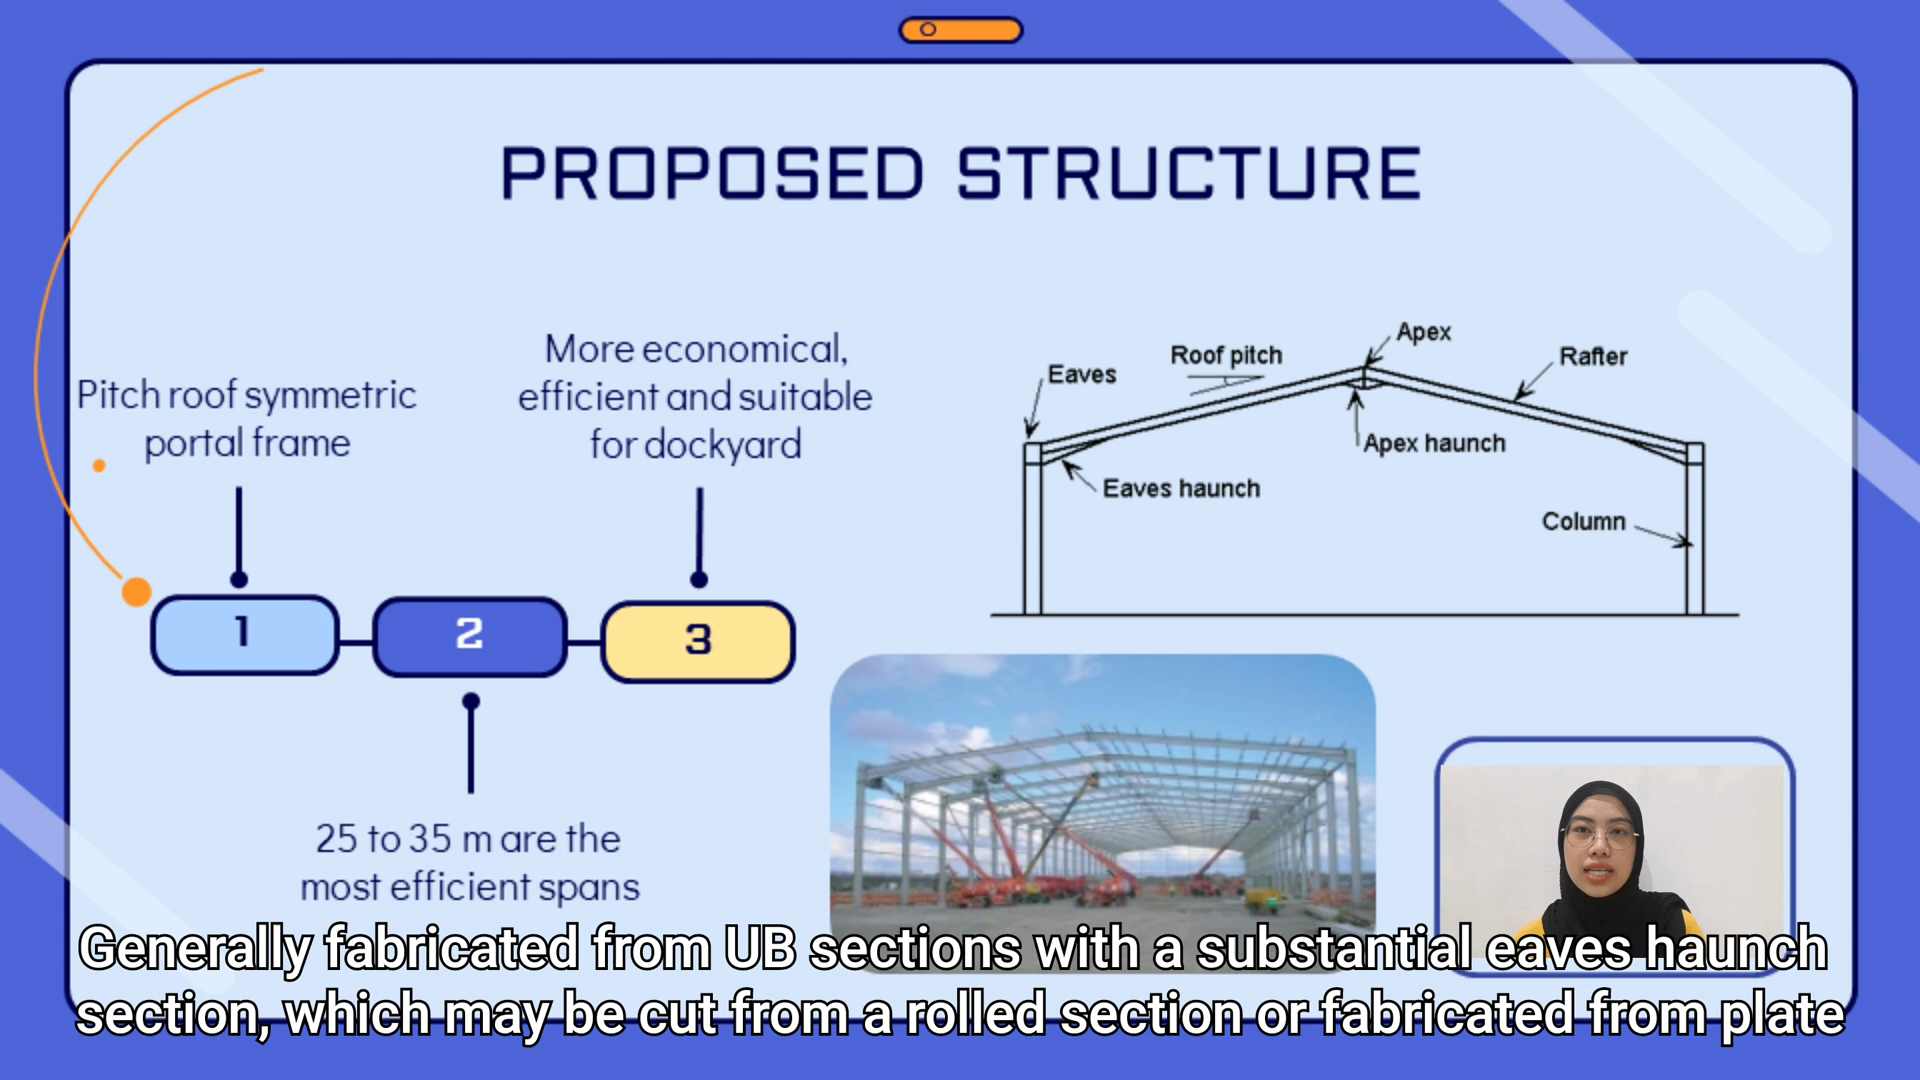 PROPOSED STRUCTURE
Pitch roof symmetric
portal frame
More economical,
efficient and suitable
for dockyard
1
2
3
25 to 35 m are the
most efficient spans
Apex
Roof pitch
Rafter
Eaves
Apex haunch
Eaves haunch
Column
Generally fabricated from UB sections with a substantial eaves haunch
section, which may be cut from a rolled section or fabricated from plate